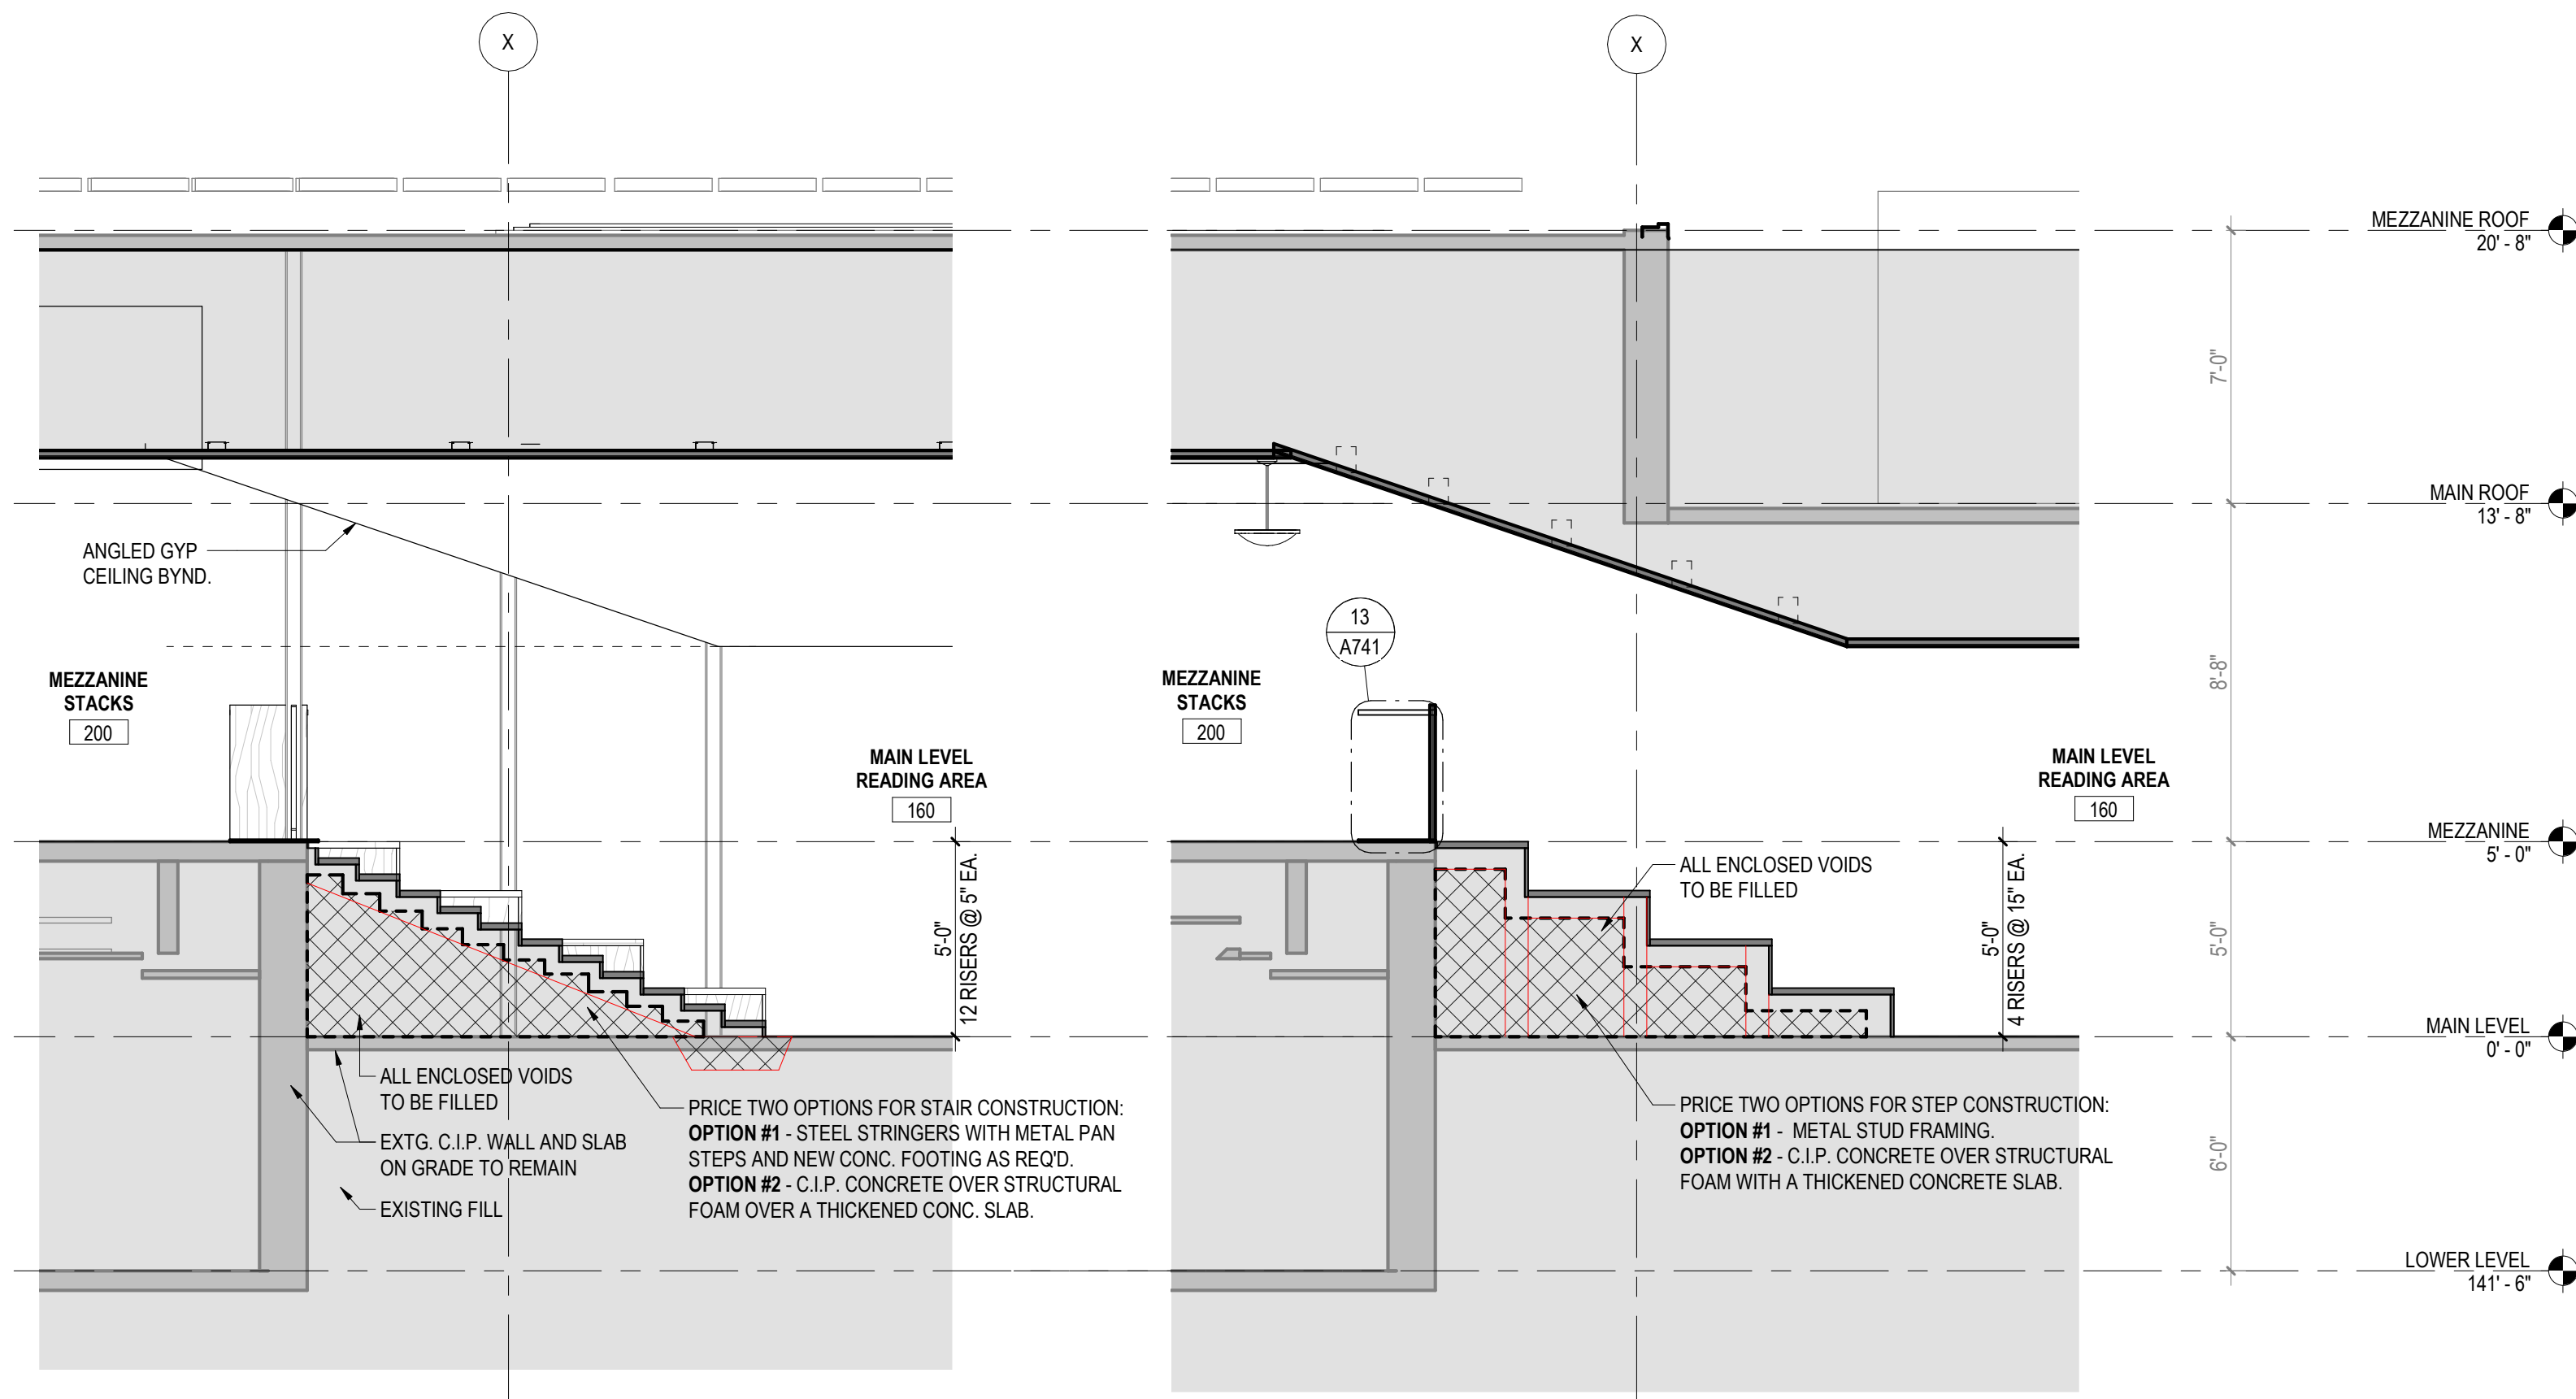 X
X
MEZZANINE ROOF
20' - 8"
7'-0"
MAIN ROOF
13' - 8"
ANGLED GYP
CEILING BYND.
13
A741
8'-8"
MEZZANINE
STACKS
200
MEZZANINE
STACKS
200
MAIN LEVEL
READING AREA
160
MAIN LEVEL
READING AREA
160
MEZZANINE
5' - 0"
5'-0"
12 RISERS @ 5" EA.
ALL ENCLOSED VOIDS
TO BE FILLED
5'-0"
4 RISERS @ 15" EA.
5'-0"
MAIN LEVEL
0' - 0"
ALL ENCLOSED VOIDS
TO BE FILLED
EXTG. C.I.P. WALL AND SLAB
ON GRADE TO REMAIN
EXISTING FILL
PRICE TWO OPTIONS FOR STAIR CONSTRUCTION:
OPTION #1 - STEEL STRINGERS WITH METAL PAN
STEPS AND NEW CONC. FOOTING AS REQ'D.
OPTION #2 - C.I.P. CONCRETE OVER STRUCTURAL
FOAM OVER A THICKENED CONC. SLAB.
PRICE TWO OPTIONS FOR STEP CONSTRUCTION:
OPTION #1 - METAL STUD FRAMING.
OPTION #2 - C.I.P. CONCRETE OVER STRUCTURAL
FOAM WITH A THICKENED CONCRETE SLAB.
6'-0"
LOWER LEVEL
141' - 6"